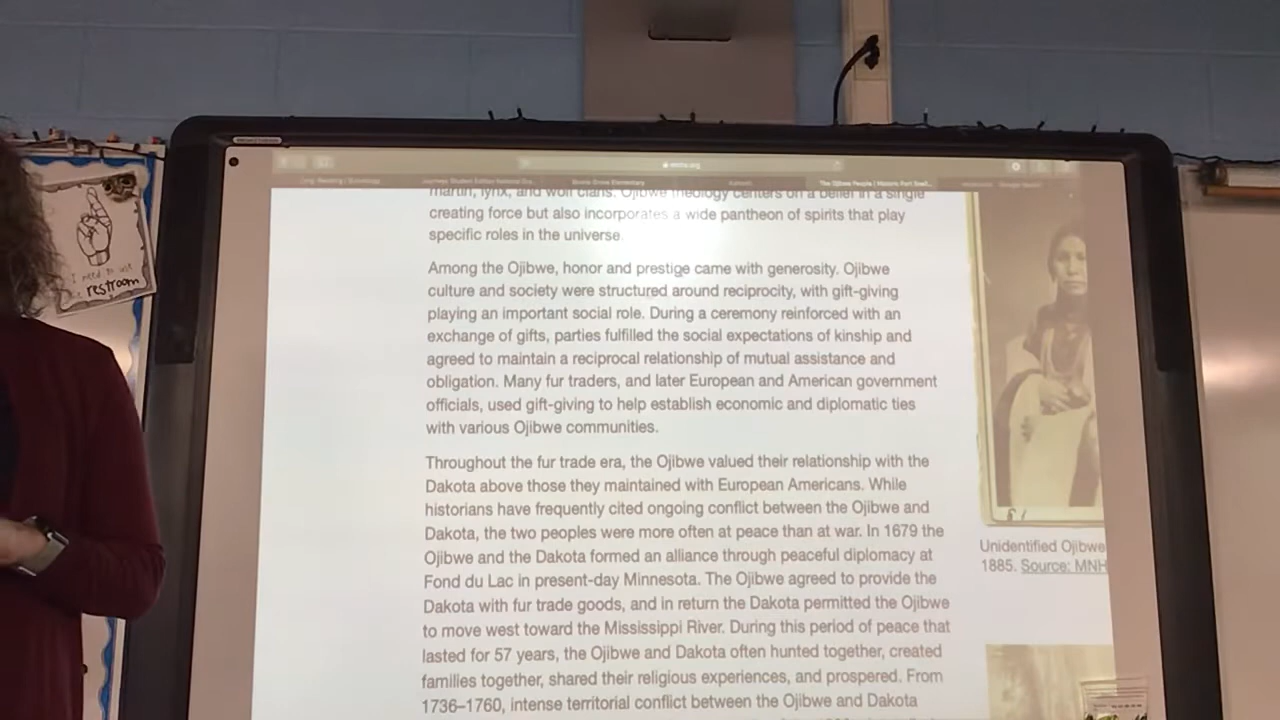 I need to use
restroom
mnhs.org
martin, lynx, and wolf clans. Ojibwe theology centers on a belief in a single
creating force but also incorporates a wide pantheon of spirits that play
specific roles in the universe.
Among the Ojibwe, honor and prestige came with generosity. Ojibwe
culture and society were structured around reciprocity, with gift-giving
playing an important social role. During a ceremony reinforced with an
exchange of gifts, parties fulfilled the social expectations of kinship and
agreed to maintain a reciprocal relationship of mutual assistance and
obligation. Many fur traders, and later European and American government
officials, used gift-giving to help establish economic and diplomatic ties
with various Ojibwe communities.
Throughout the fur trade era, the Ojibwe valued their relationship with the
Dakota above those they maintained with European Americans. While
historians have frequently cited ongoing conflict between the Ojibwe and
Dakota, the two peoples were more often at peace than at war. In 1679 the
Ojibwe and the Dakota formed an alliance through peaceful diplomacy at
Fond du Lac in present-day Minnesota. The Ojibwe agreed to provide the
Dakota with fur trade goods, and in return the Dakota permitted the Ojibwe
to move west toward the Mississippi River. During this period of peace that
lasted for 57 years, the Ojibwe and Dakota often hunted together, created
families together, shared their religious experiences, and prospered. From
1736–1760, intense territorial conflict between the Ojibwe and Dakota
Unidentified Ojibwe
1885. Source: MNH